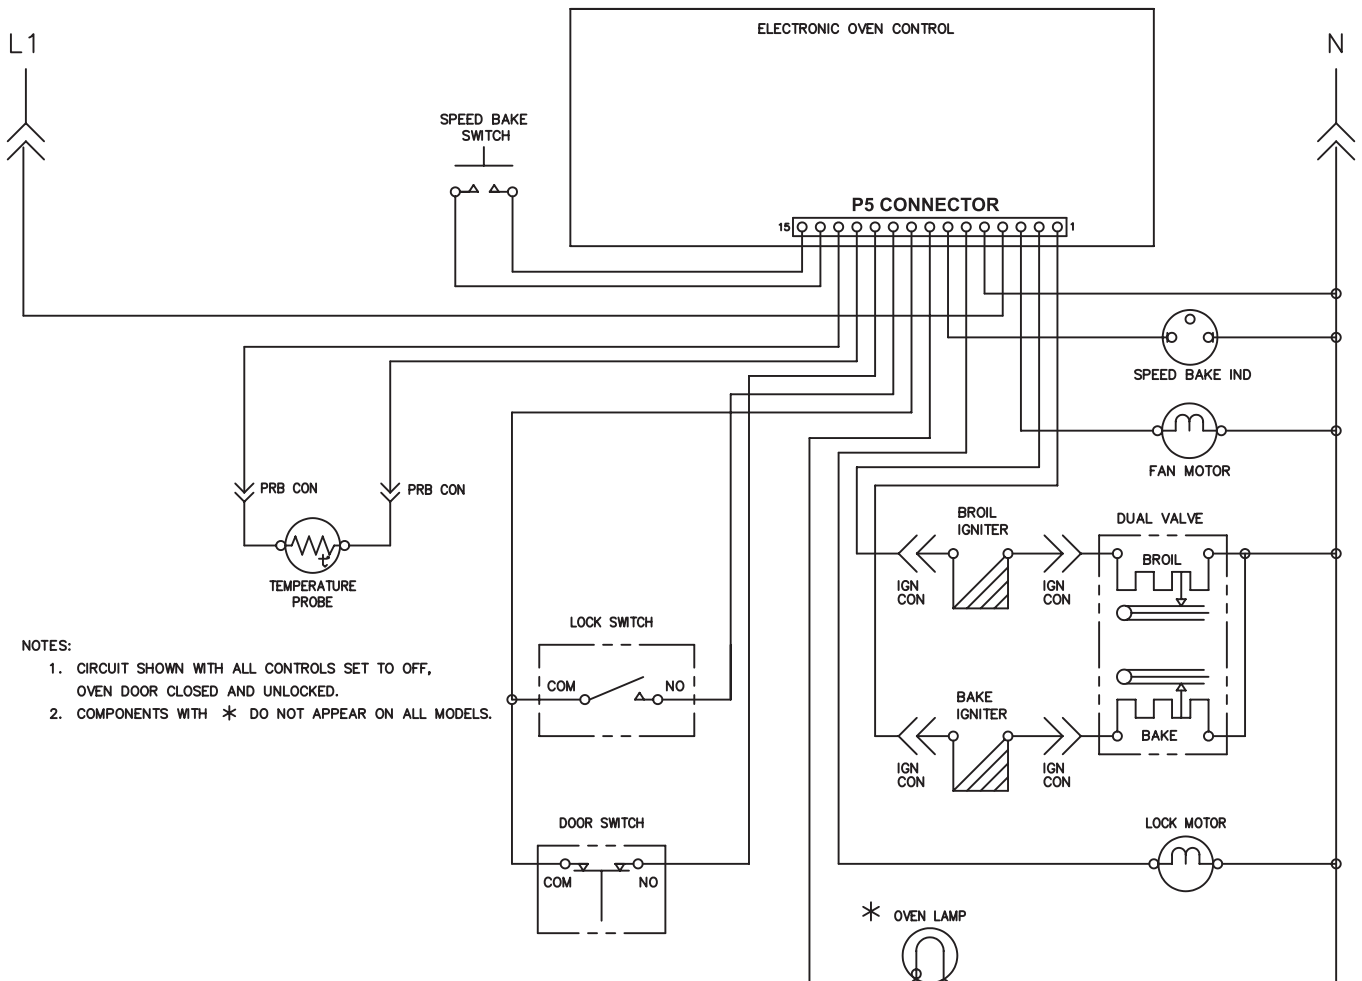 L1
ELECTRONIC OVEN CONTROL
N
SPEED BAKE
SWITCH
P5 CONNECTOR
15
1
SPEED BAKE IND
FAN MOTOR
PRB CON
PRB CON
t
TEMPERATURE
PROBE
BROIL
IGNITER
DUAL VALVE
BROIL
IGN
CON
IGN
CON
LOCK SWITCH
COM
NO
NOTES:
1. CIRCUIT SHOWN WITH ALL CONTROLS SET TO OFF,
OVEN DOOR CLOSED AND UNLOCKED.
2. COMPONENTS WITH * DO NOT APPEAR ON ALL MODELS.
BAKE
IGNITER
BAKE
IGN
CON
IGN
CON
DOOR SWITCH
COM
NO
LOCK MOTOR
* OVEN LAMP